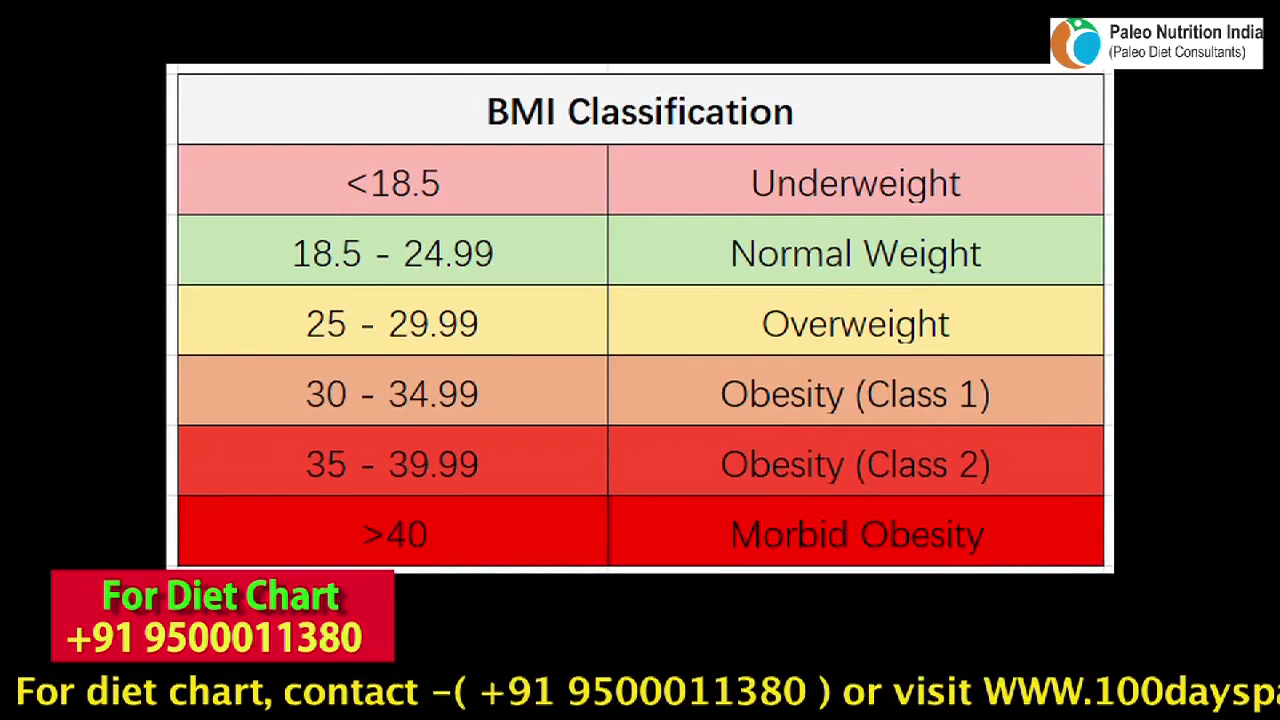 Paleo Nutrition India
(Paleo Diet Consultants)
BMI Classification
<18.5 Underweight
18.5 - 24.99 Normal Weight
25 - 29.99 Overweight
30 - 34.99 Obesity (Class 1)
35 - 39.99 Obesity (Class 2)
>40 Morbid Obesity
For Diet Chart
+91 9500011380
For diet chart, contact -( +91 9500011380 ) or visit WWW.100dayspa